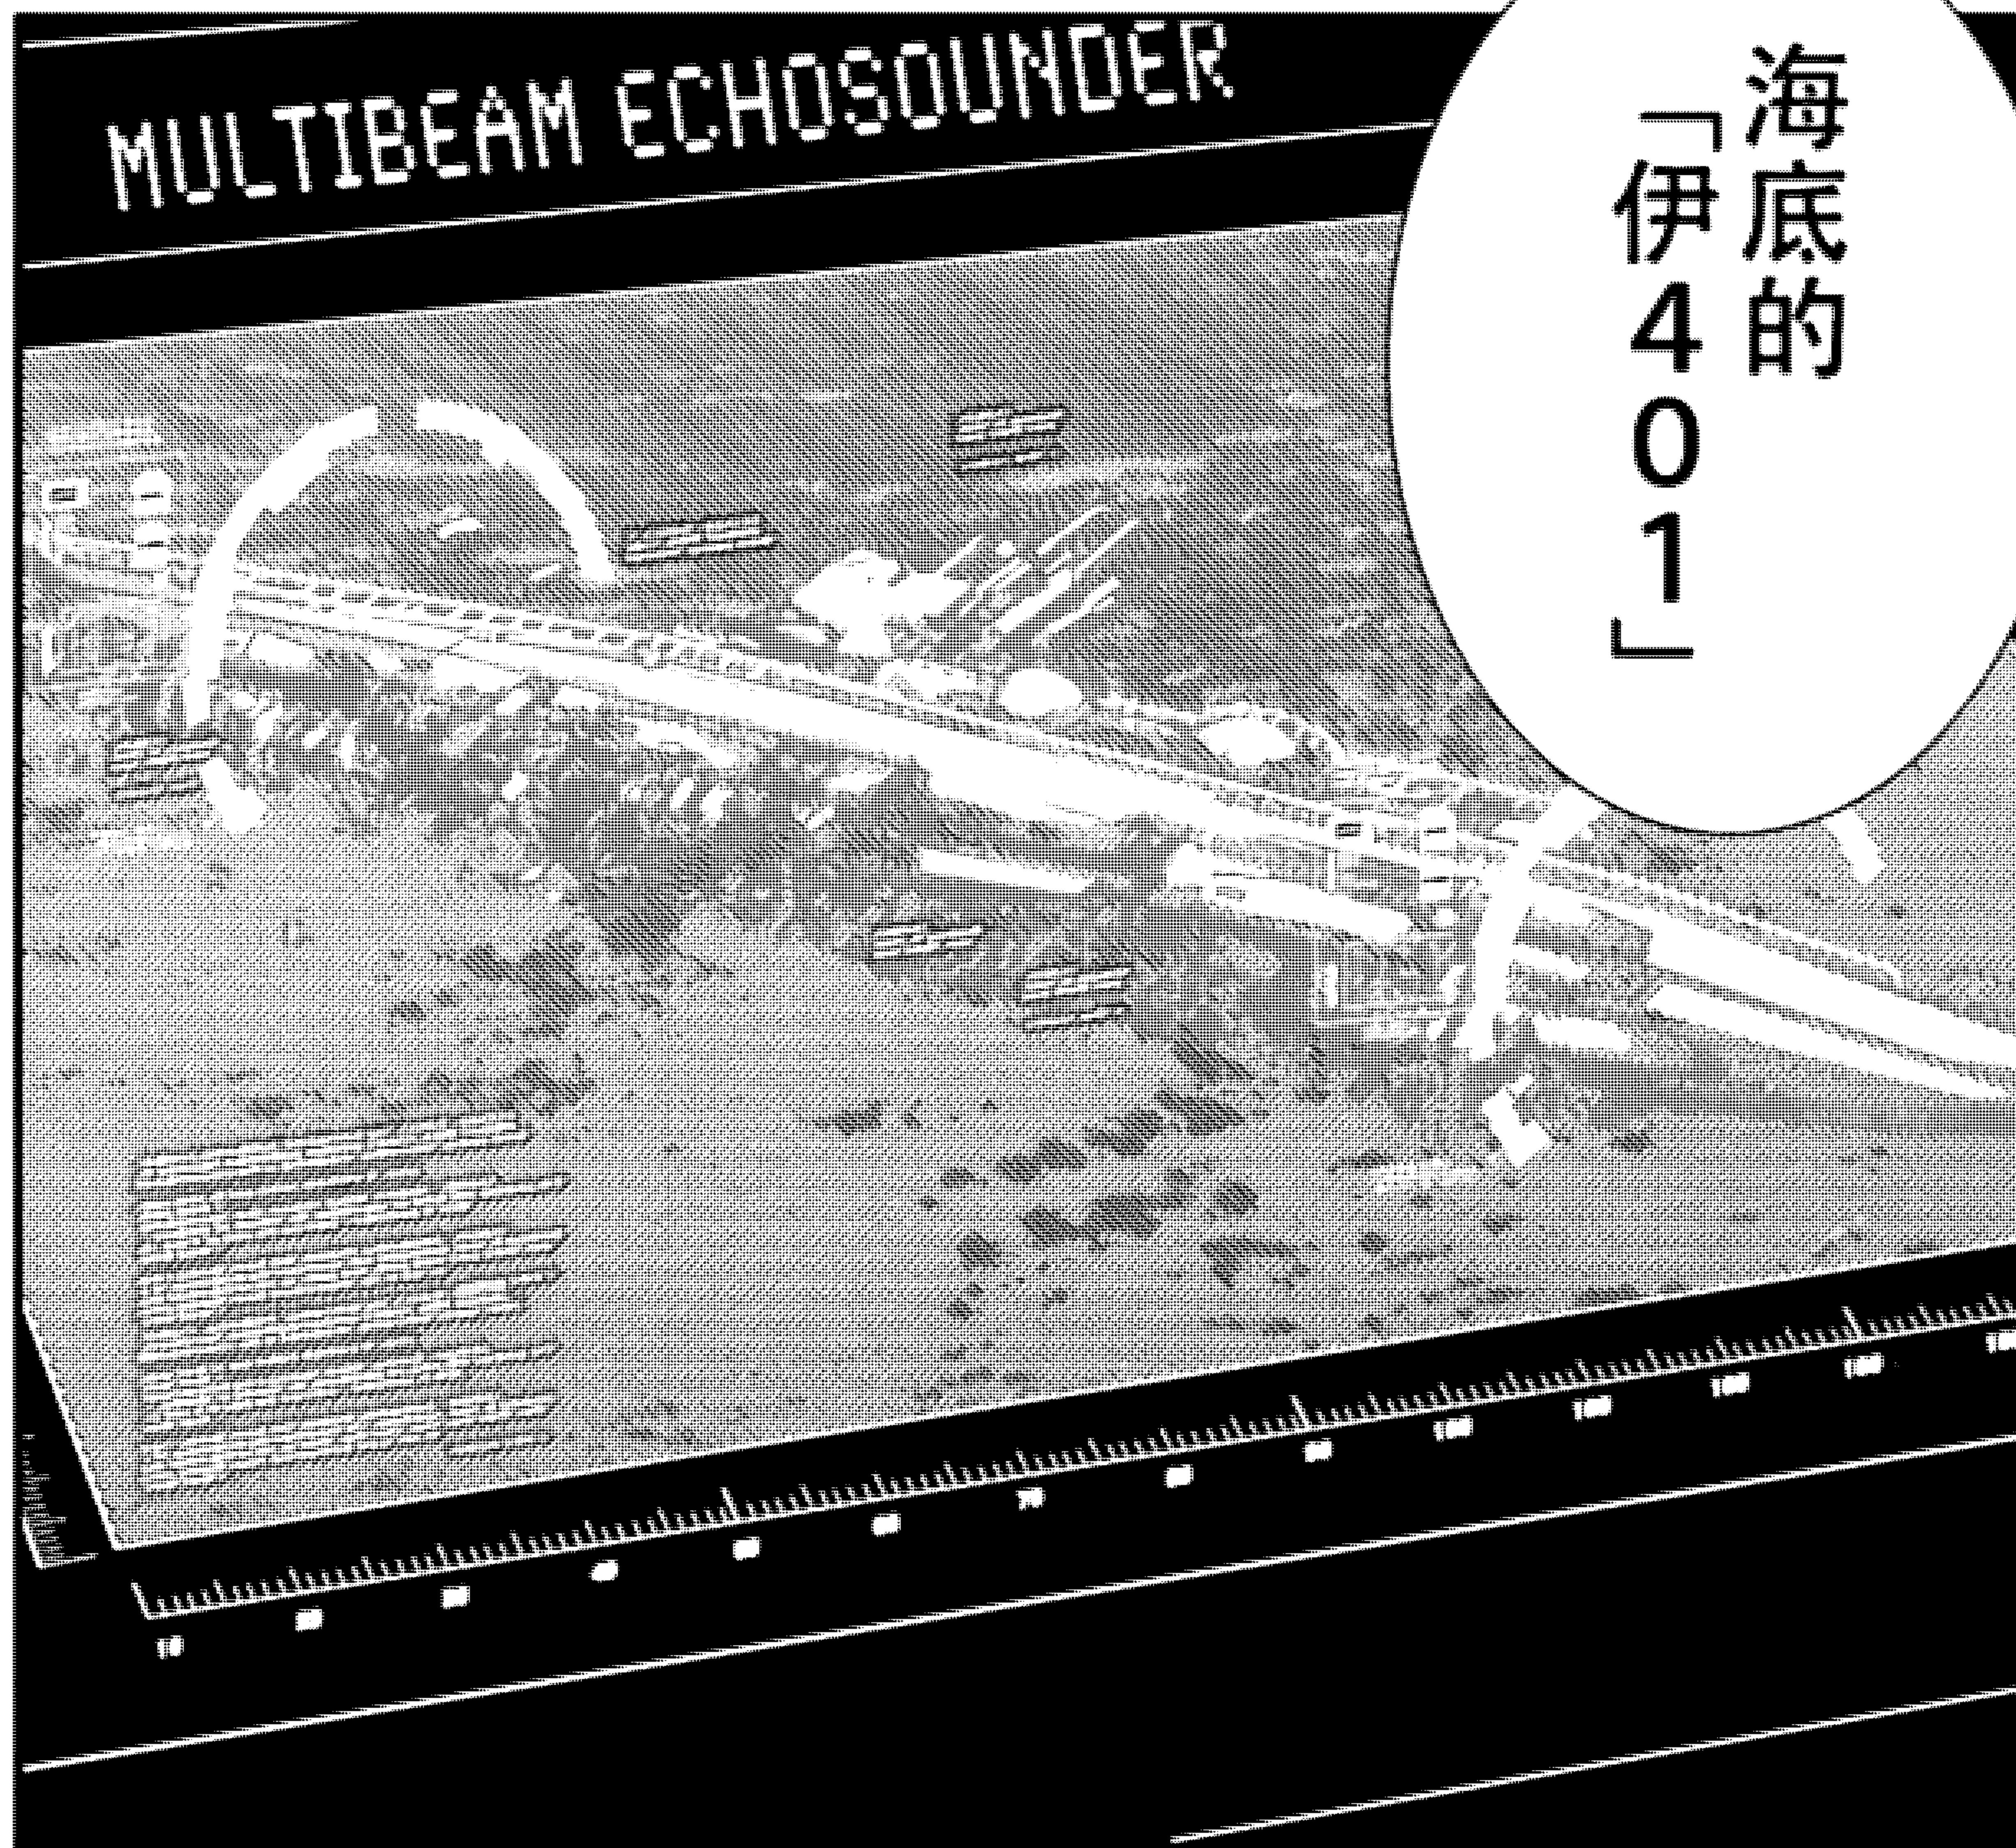 MULTIBEAM ECHOSOUNDER
海底的
「伊401」